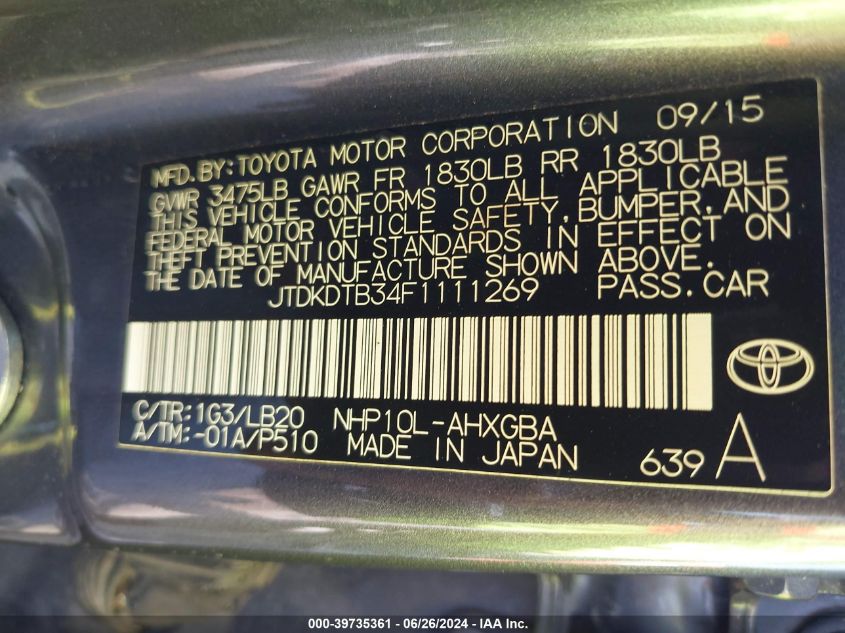 MFD. BY: TOYOTA MOTOR CORPORATION 09/15
GVWR 3475LB GAWR FR 1830LB RR 1830LB
THIS VEHICLE CONFORMS TO ALL APPLICABLE
FEDERAL MOTOR VEHICLE SAFETY, BUMPER, AND
THEFT PREVENTION STANDARDS IN EFFECT ON
THE DATE OF MANUFACTURE SHOWN ABOVE.
JTDKDTB34F1111269 PASS. CAR
C/TR: 1G3/LB20 NHP10L-AHXGBA
A/TM: -01A/P510 MADE IN JAPAN 639 A
000-39735361 - 06/26/2024 - IAA Inc.